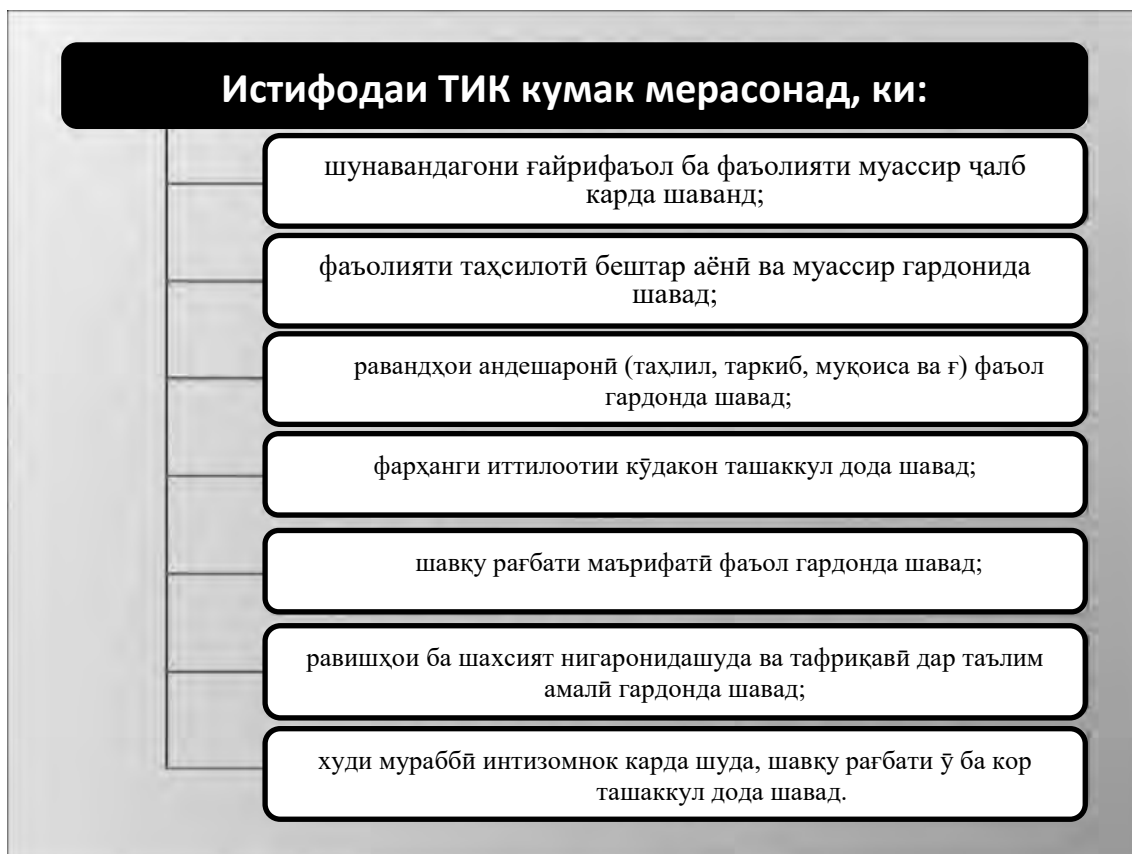 Истифодаи ТИК кумак мерасонад, ки:
шунавандагони ғайрифаъол ба фаъолияти муассир ҷалб
карда шаванд;
фаъолияти таҳсилотӣ бештар аёнӣ ва муассир гардонида
шавад;
равандҳои андешаронӣ (таҳлил, таркиб, муқоиса ва ғ) фаъол
гардонда шавад;
фарҳанги иттилоотии кӯдакон ташаккул дода шавад;
шавқу рағбати маърифатӣ фаъол гардонда шавад;
равишҳои ба шахсият нигаронидашуда ва тафриқавӣ дар таълим
амалӣ гардонда шавад;
худи мураббӣ интизомнок карда шуда, шавқу рағбати ӯ ба кор
ташаккул дода шавад.